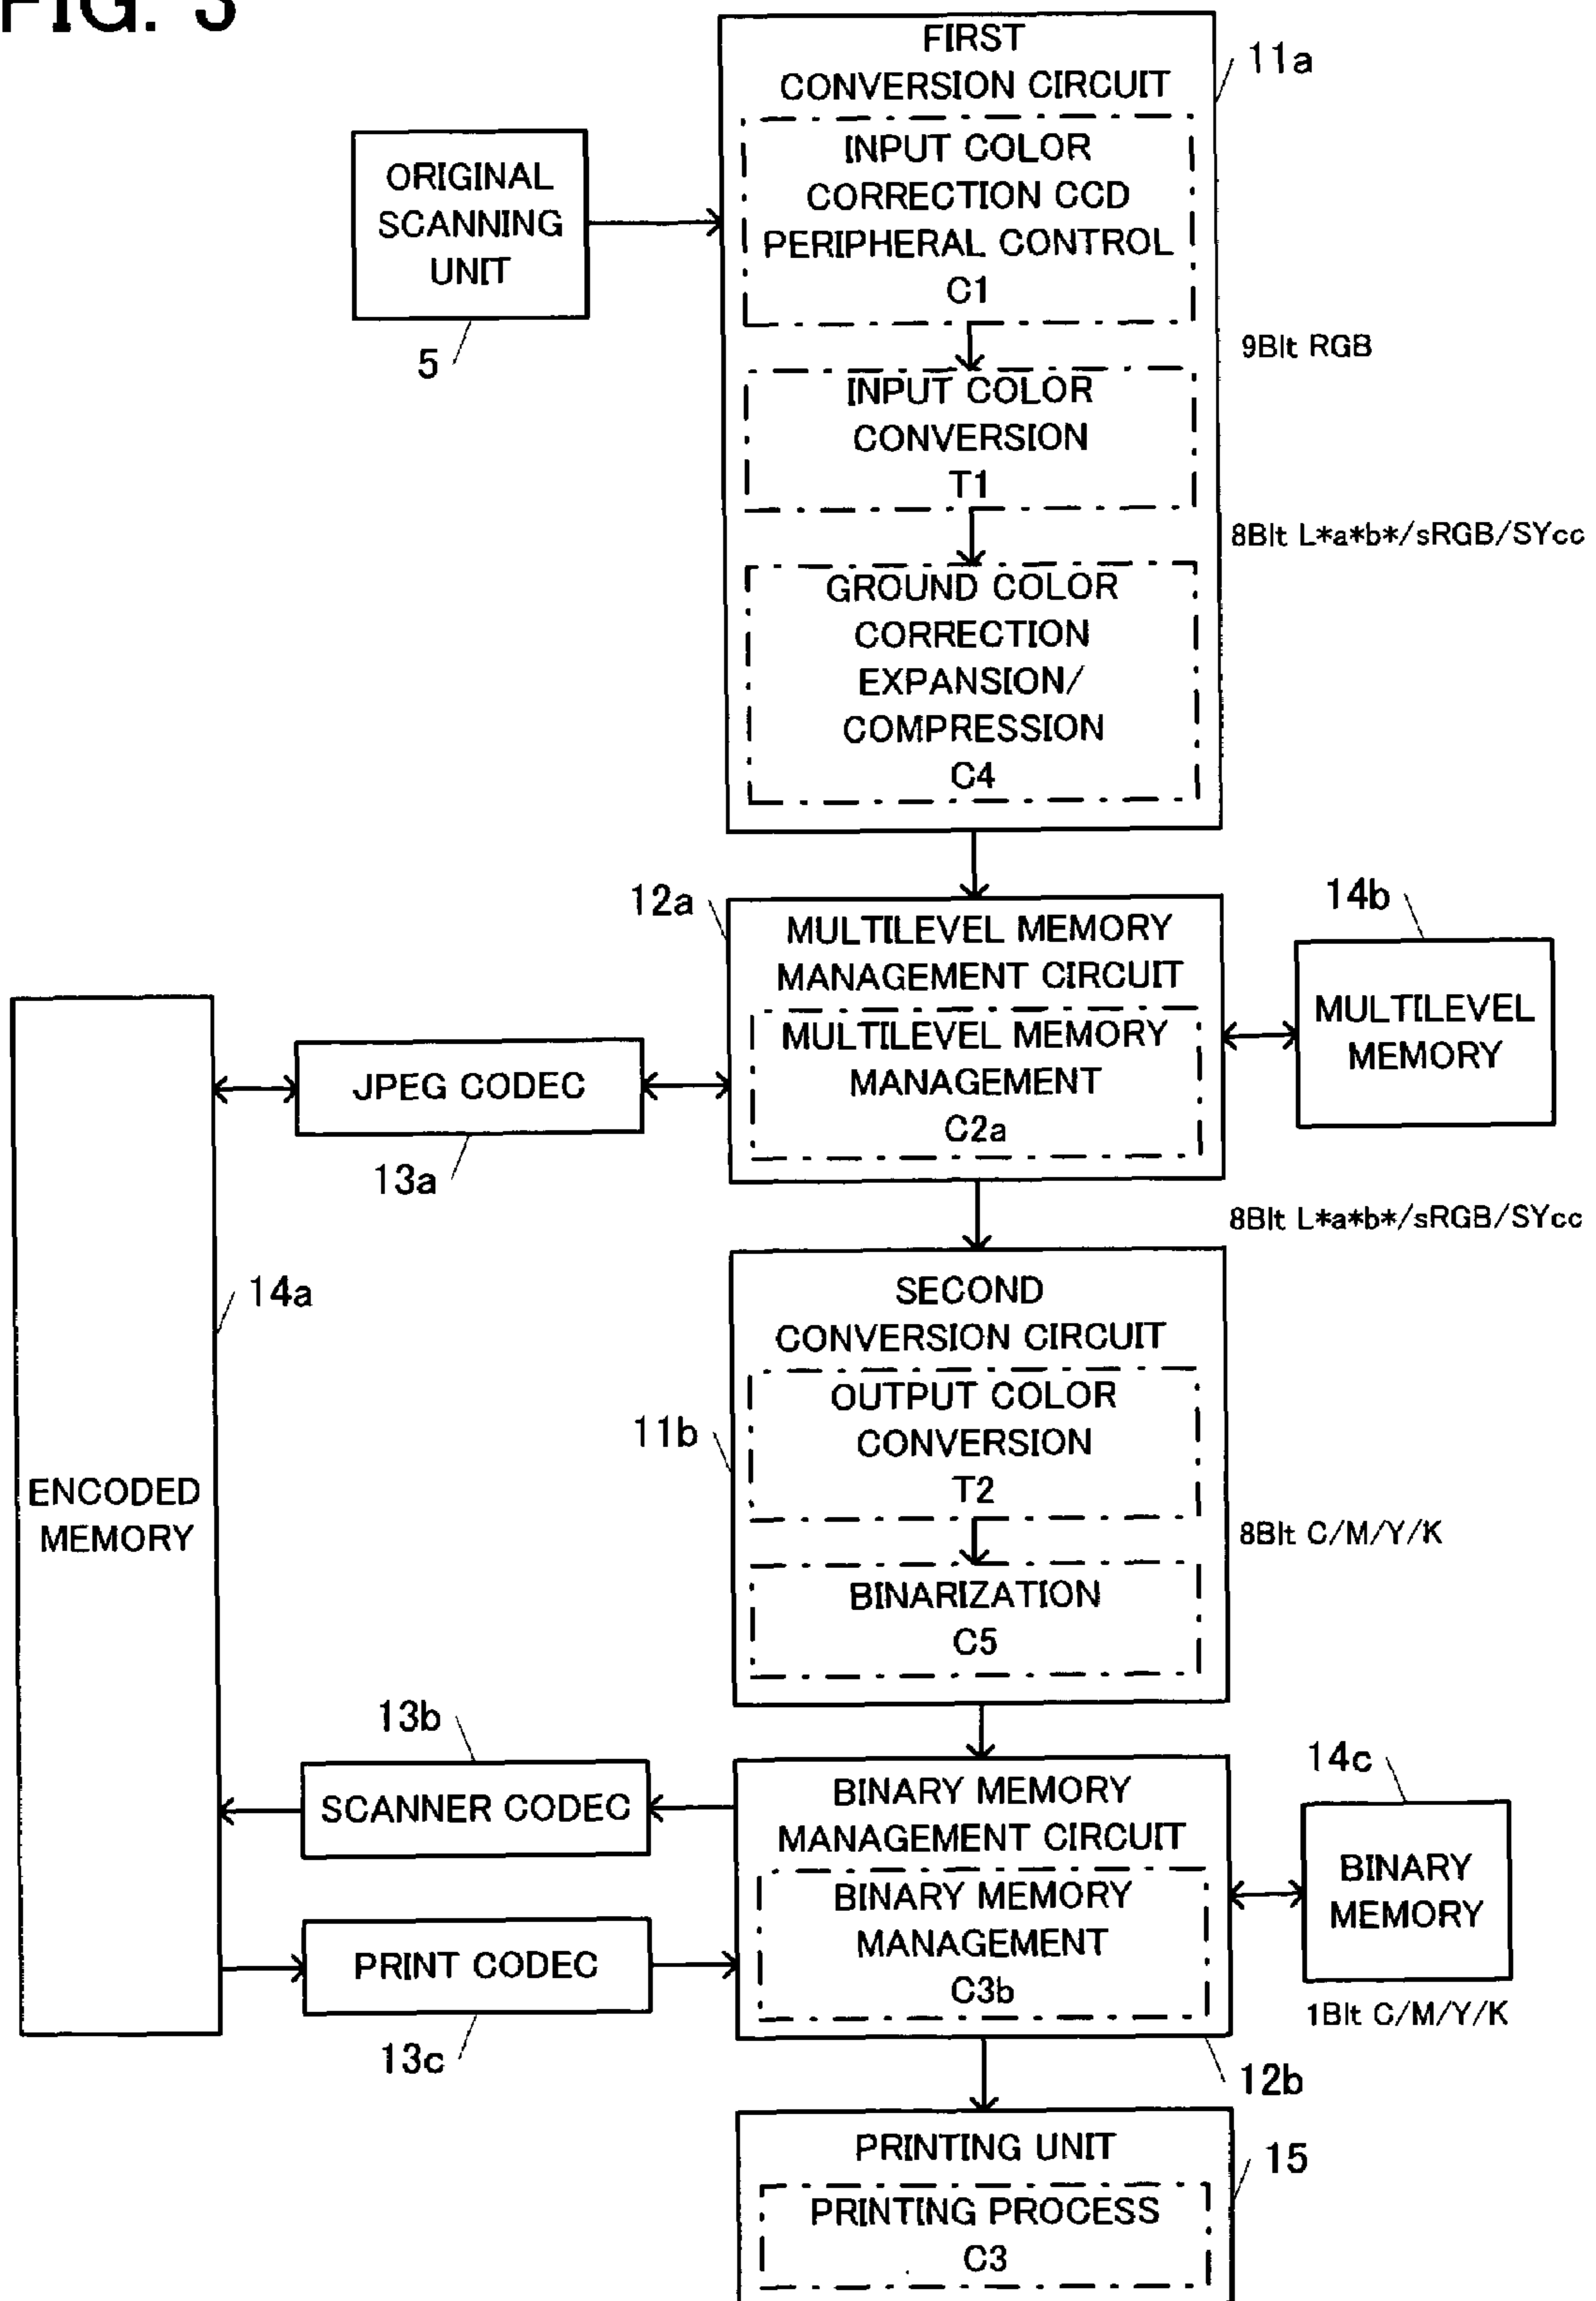 FIG. 3
FIRST
CONVERSION CIRCUIT
11a
INPUT COLOR
CORRECTION CCD
PERIPHERAL CONTROL
C1
ORIGINAL
SCANNING
UNIT
5
9BIt RGB
INPUT COLOR
CONVERSION
T1
8BIt L*a*b*/sRGB/SYcc
GROUND COLOR
CORRECTION
EXPANSION/
COMPRESSION
C4
12a
MULTILEVEL MEMORY
MANAGEMENT CIRCUIT
MULTILEVEL MEMORY
MANAGEMENT
C2a
14b
MULTILEVEL
MEMORY
JPEG CODEC
13a
8BIt L*a*b*/sRGB/SYcc
14a
ENCODED
MEMORY
SECOND
CONVERSION CIRCUIT
11b
OUTPUT COLOR
CONVERSION
T2
8BIt C/M/Y/K
BINARIZATION
C5
13b
SCANNER CODEC
BINARY MEMORY
MANAGEMENT CIRCUIT
BINARY MEMORY
MANAGEMENT
C3b
14c
BINARY
MEMORY
1BIt C/M/Y/K
PRINT CODEC
13c
12b
PRINTING UNIT
15
PRINTING PROCESS
C3